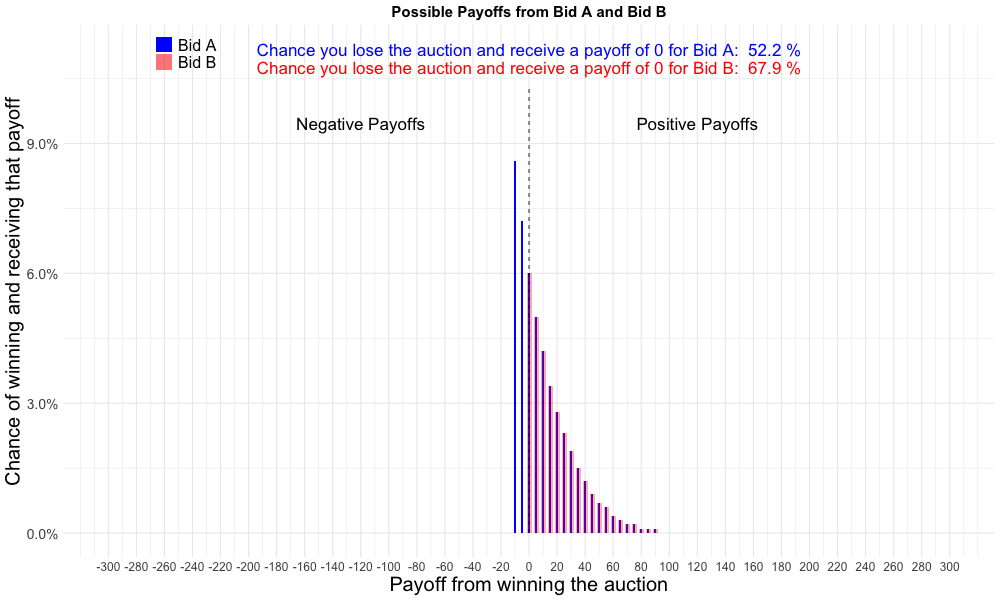 Possible Payoffs from Bid A and Bid B
Bid A
Bid B
Chance you lose the auction and receive a payoff of 0 for Bid A: 52.2 %
Chance you lose the auction and receive a payoff of 0 for Bid B: 67.9 %
Negative Payoffs
Positive Payoffs
Chance of winning and receiving that payoff
9.0%
6.0%
3.0%
0.0%
-300 -280 -260 -240 -220 -200 -180 -160 -140 -120 -100 -80 -60 -40 -20 0 20 40 60 80 100 120 140 160 180 200 220 240 260 280 300
Payoff from winning the auction